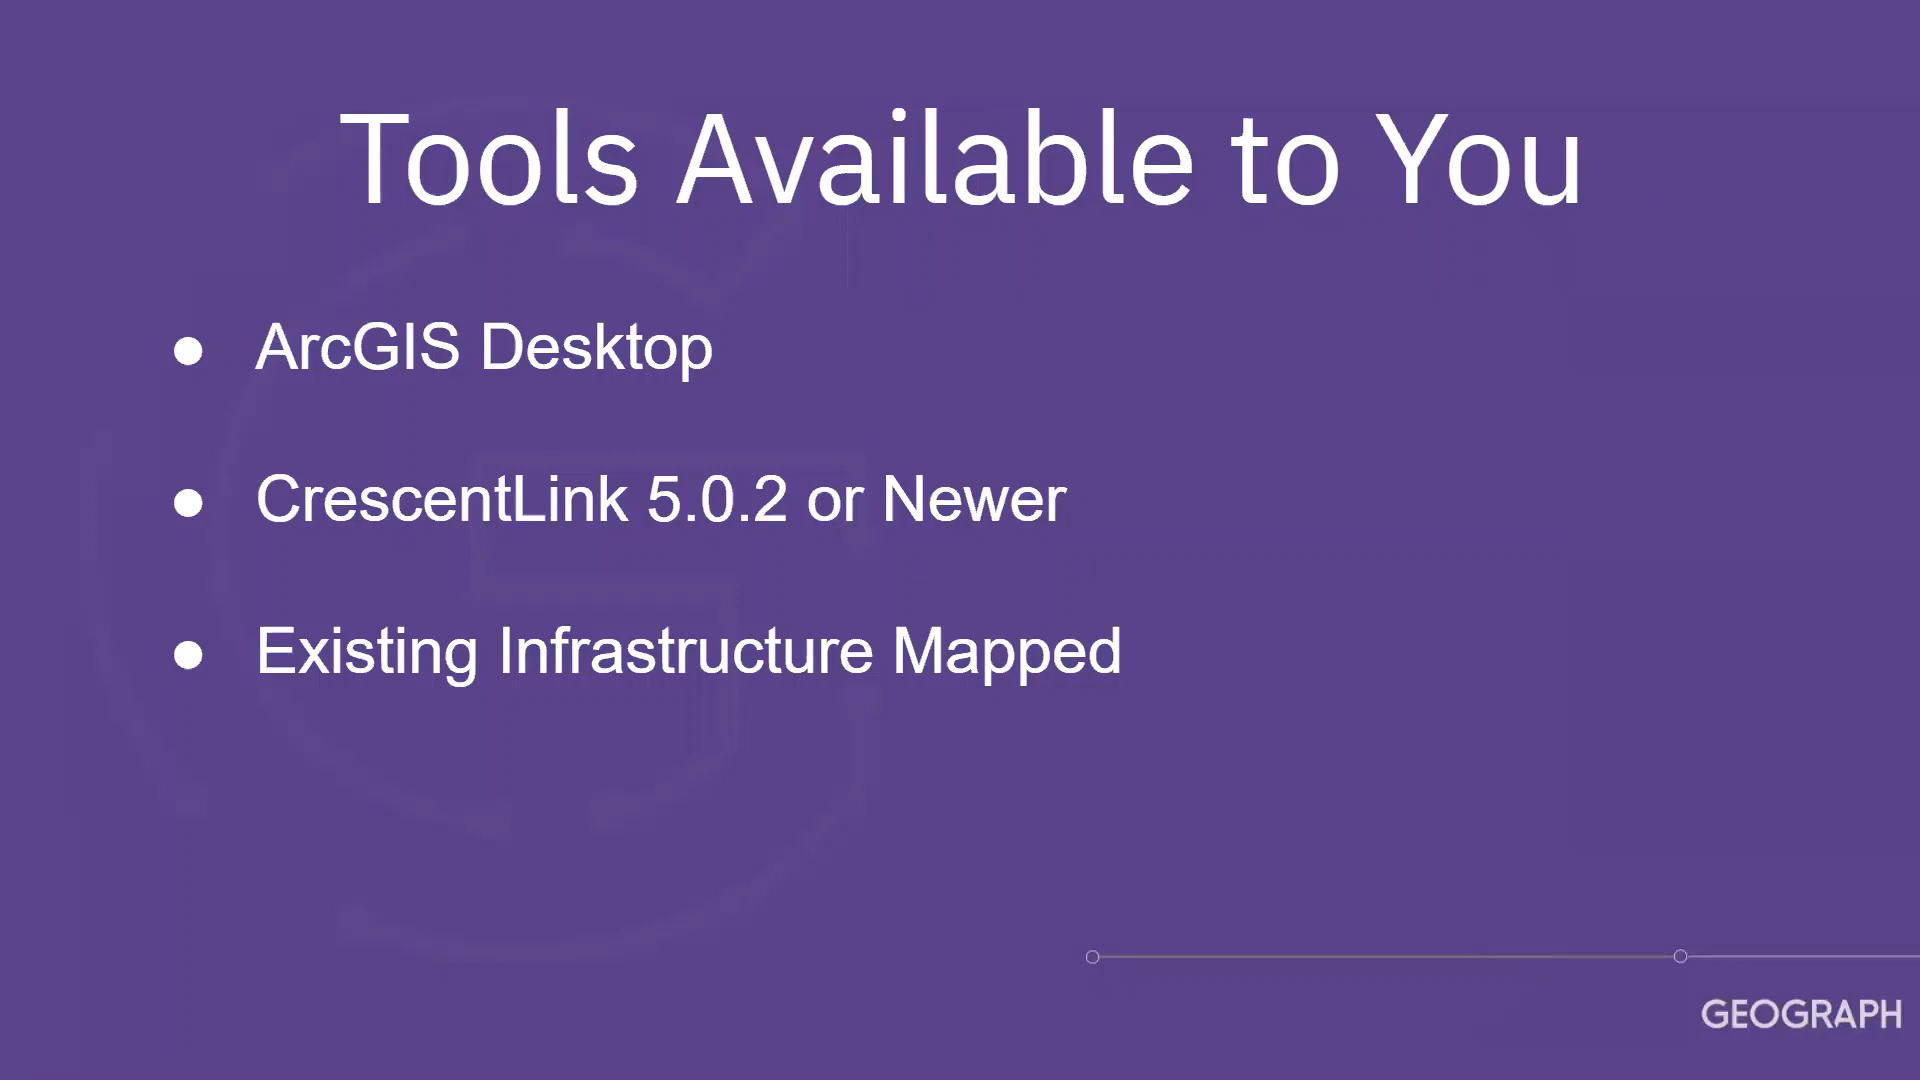 Tools Available to You
● ArcGIS Desktop
● CrescentLink 5.0.2 or Newer
● Existing Infrastructure Mapped
GEOGRAPH